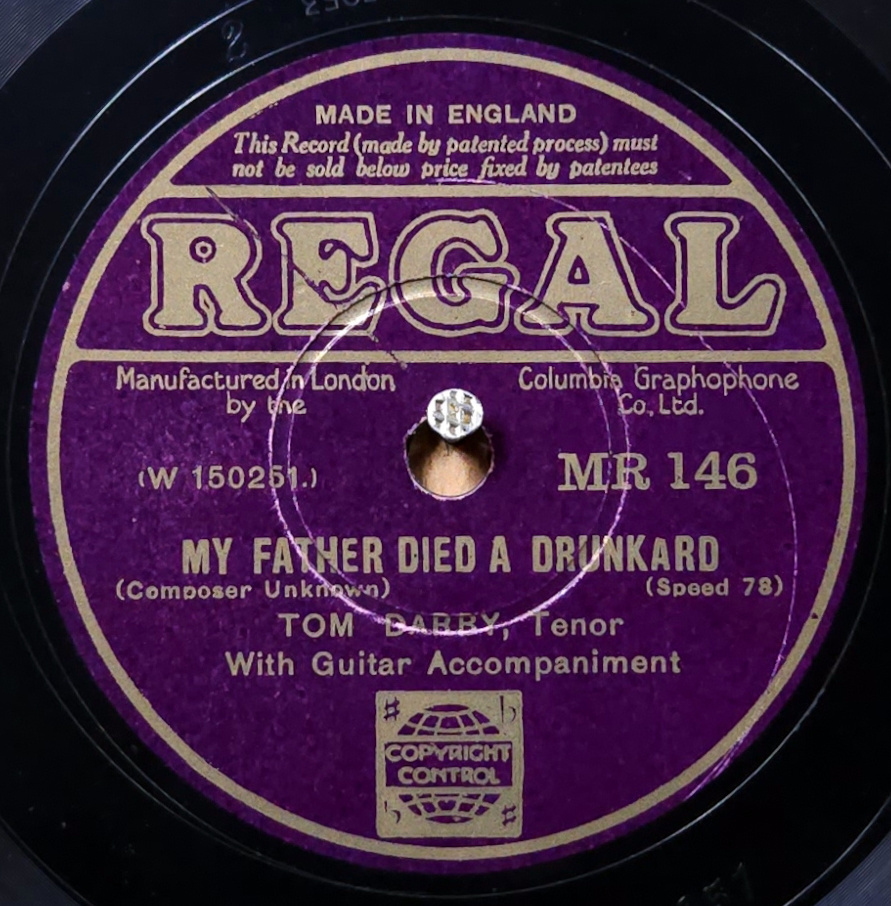 MADE IN ENGLAND
This Record (made by patented process) must
not be sold below price fixed by patentees
REGAL
Manufactured in London by the
Columbia Graphophone Co., Ltd.
(W 150251.)
MR 146
MY FATHER DIED A DRUNKARD
(Composer Unknown) (Speed 78)
TOM DARBY, Tenor
With Guitar Accompaniment
♯ ♭
COPYRIGHT
CONTROL
♭ ♯